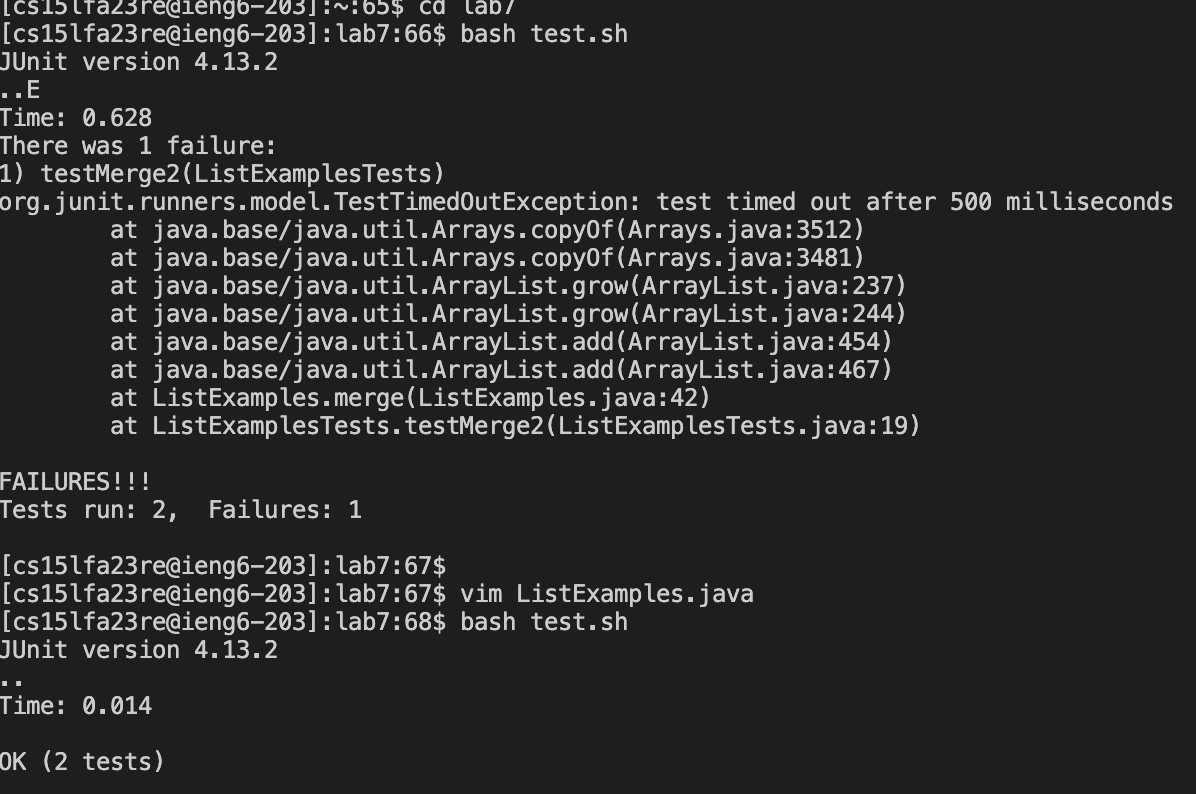 [cs15lfa23re@ieng6-203]:~:65$ cd lab7
[cs15lfa23re@ieng6-203]:lab7:66$ bash test.sh
JUnit version 4.13.2
..E
Time: 0.628
There was 1 failure:
1) testMerge2(ListExamplesTests)
org.junit.runners.model.TestTimedOutException: test timed out after 500 milliseconds
        at java.base/java.util.Arrays.copyOf(Arrays.java:3512)
        at java.base/java.util.Arrays.copyOf(Arrays.java:3481)
        at java.base/java.util.ArrayList.grow(ArrayList.java:237)
        at java.base/java.util.ArrayList.grow(ArrayList.java:244)
        at java.base/java.util.ArrayList.add(ArrayList.java:454)
        at java.base/java.util.ArrayList.add(ArrayList.java:467)
        at ListExamples.merge(ListExamples.java:42)
        at ListExamplesTests.testMerge2(ListExamplesTests.java:19)

FAILURES!!!
Tests run: 2,  Failures: 1

[cs15lfa23re@ieng6-203]:lab7:67$
[cs15lfa23re@ieng6-203]:lab7:67$ vim ListExamples.java
[cs15lfa23re@ieng6-203]:lab7:68$ bash test.sh
JUnit version 4.13.2
..
Time: 0.014

OK (2 tests)